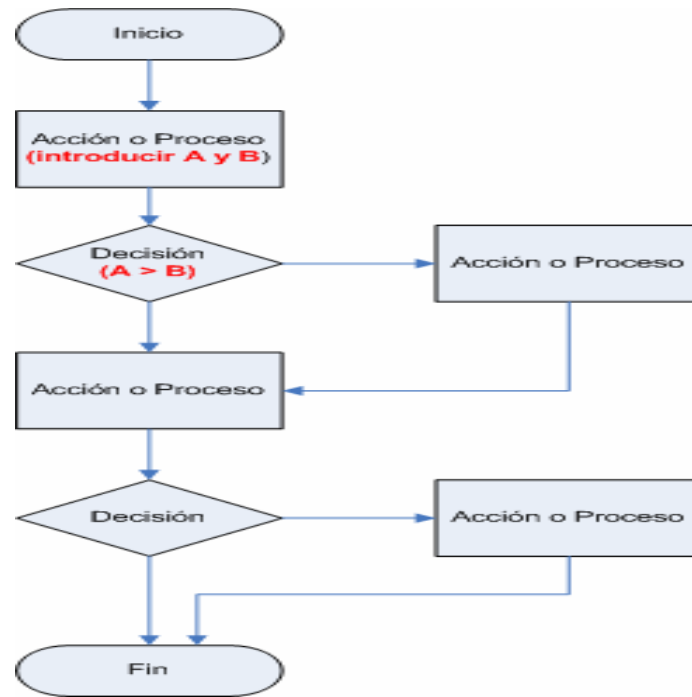 Inicio
Acción o Proceso
(introducir A y B)
Decisión
(A > B)
Acción o Proceso
Acción o Proceso
Decisión
Acción o Proceso
Fin